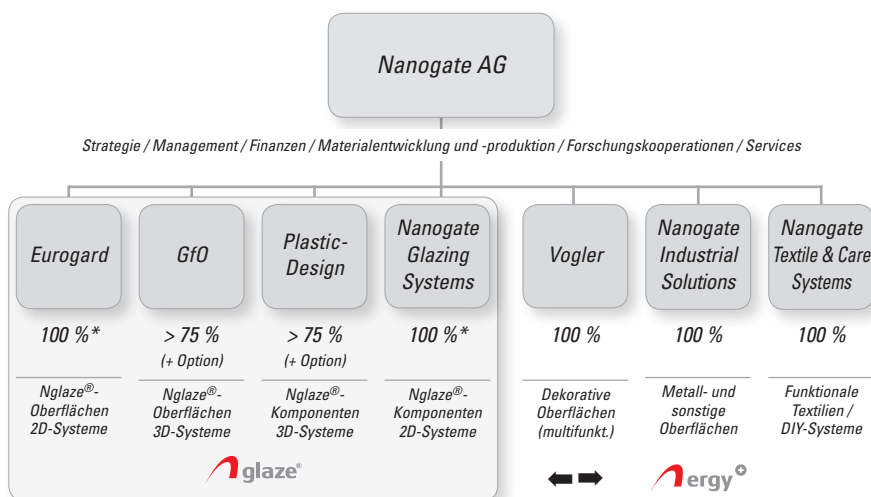 Nanogate AG
Strategie / Management / Finanzen / Materialentwicklung und -produktion / Forschungskooperationen / Services
Eurogard
GfO
Plastic-
Design
Nanogate
Glazing
Systems
Vogler
Nanogate
Industrial
Solutions
Nanogate
Textile & Care
Systems
100 %*
> 75 %
(+ Option)
> 75 %
(+ Option)
100 %*
100 %
100 %
100 %
Nglaze®-
Oberflächen
2D-Systeme
Nglaze®-
Oberflächen
3D-Systeme
Nglaze®-
Komponenten
3D-Systeme
Nglaze®-
Komponenten
2D-Systeme
Dekorative
Oberflächen
(multifunkt.)
Metall- und
sonstige
Oberflächen
Funktionale
Textilien /
DIY-Systeme
glaze®
ergy+